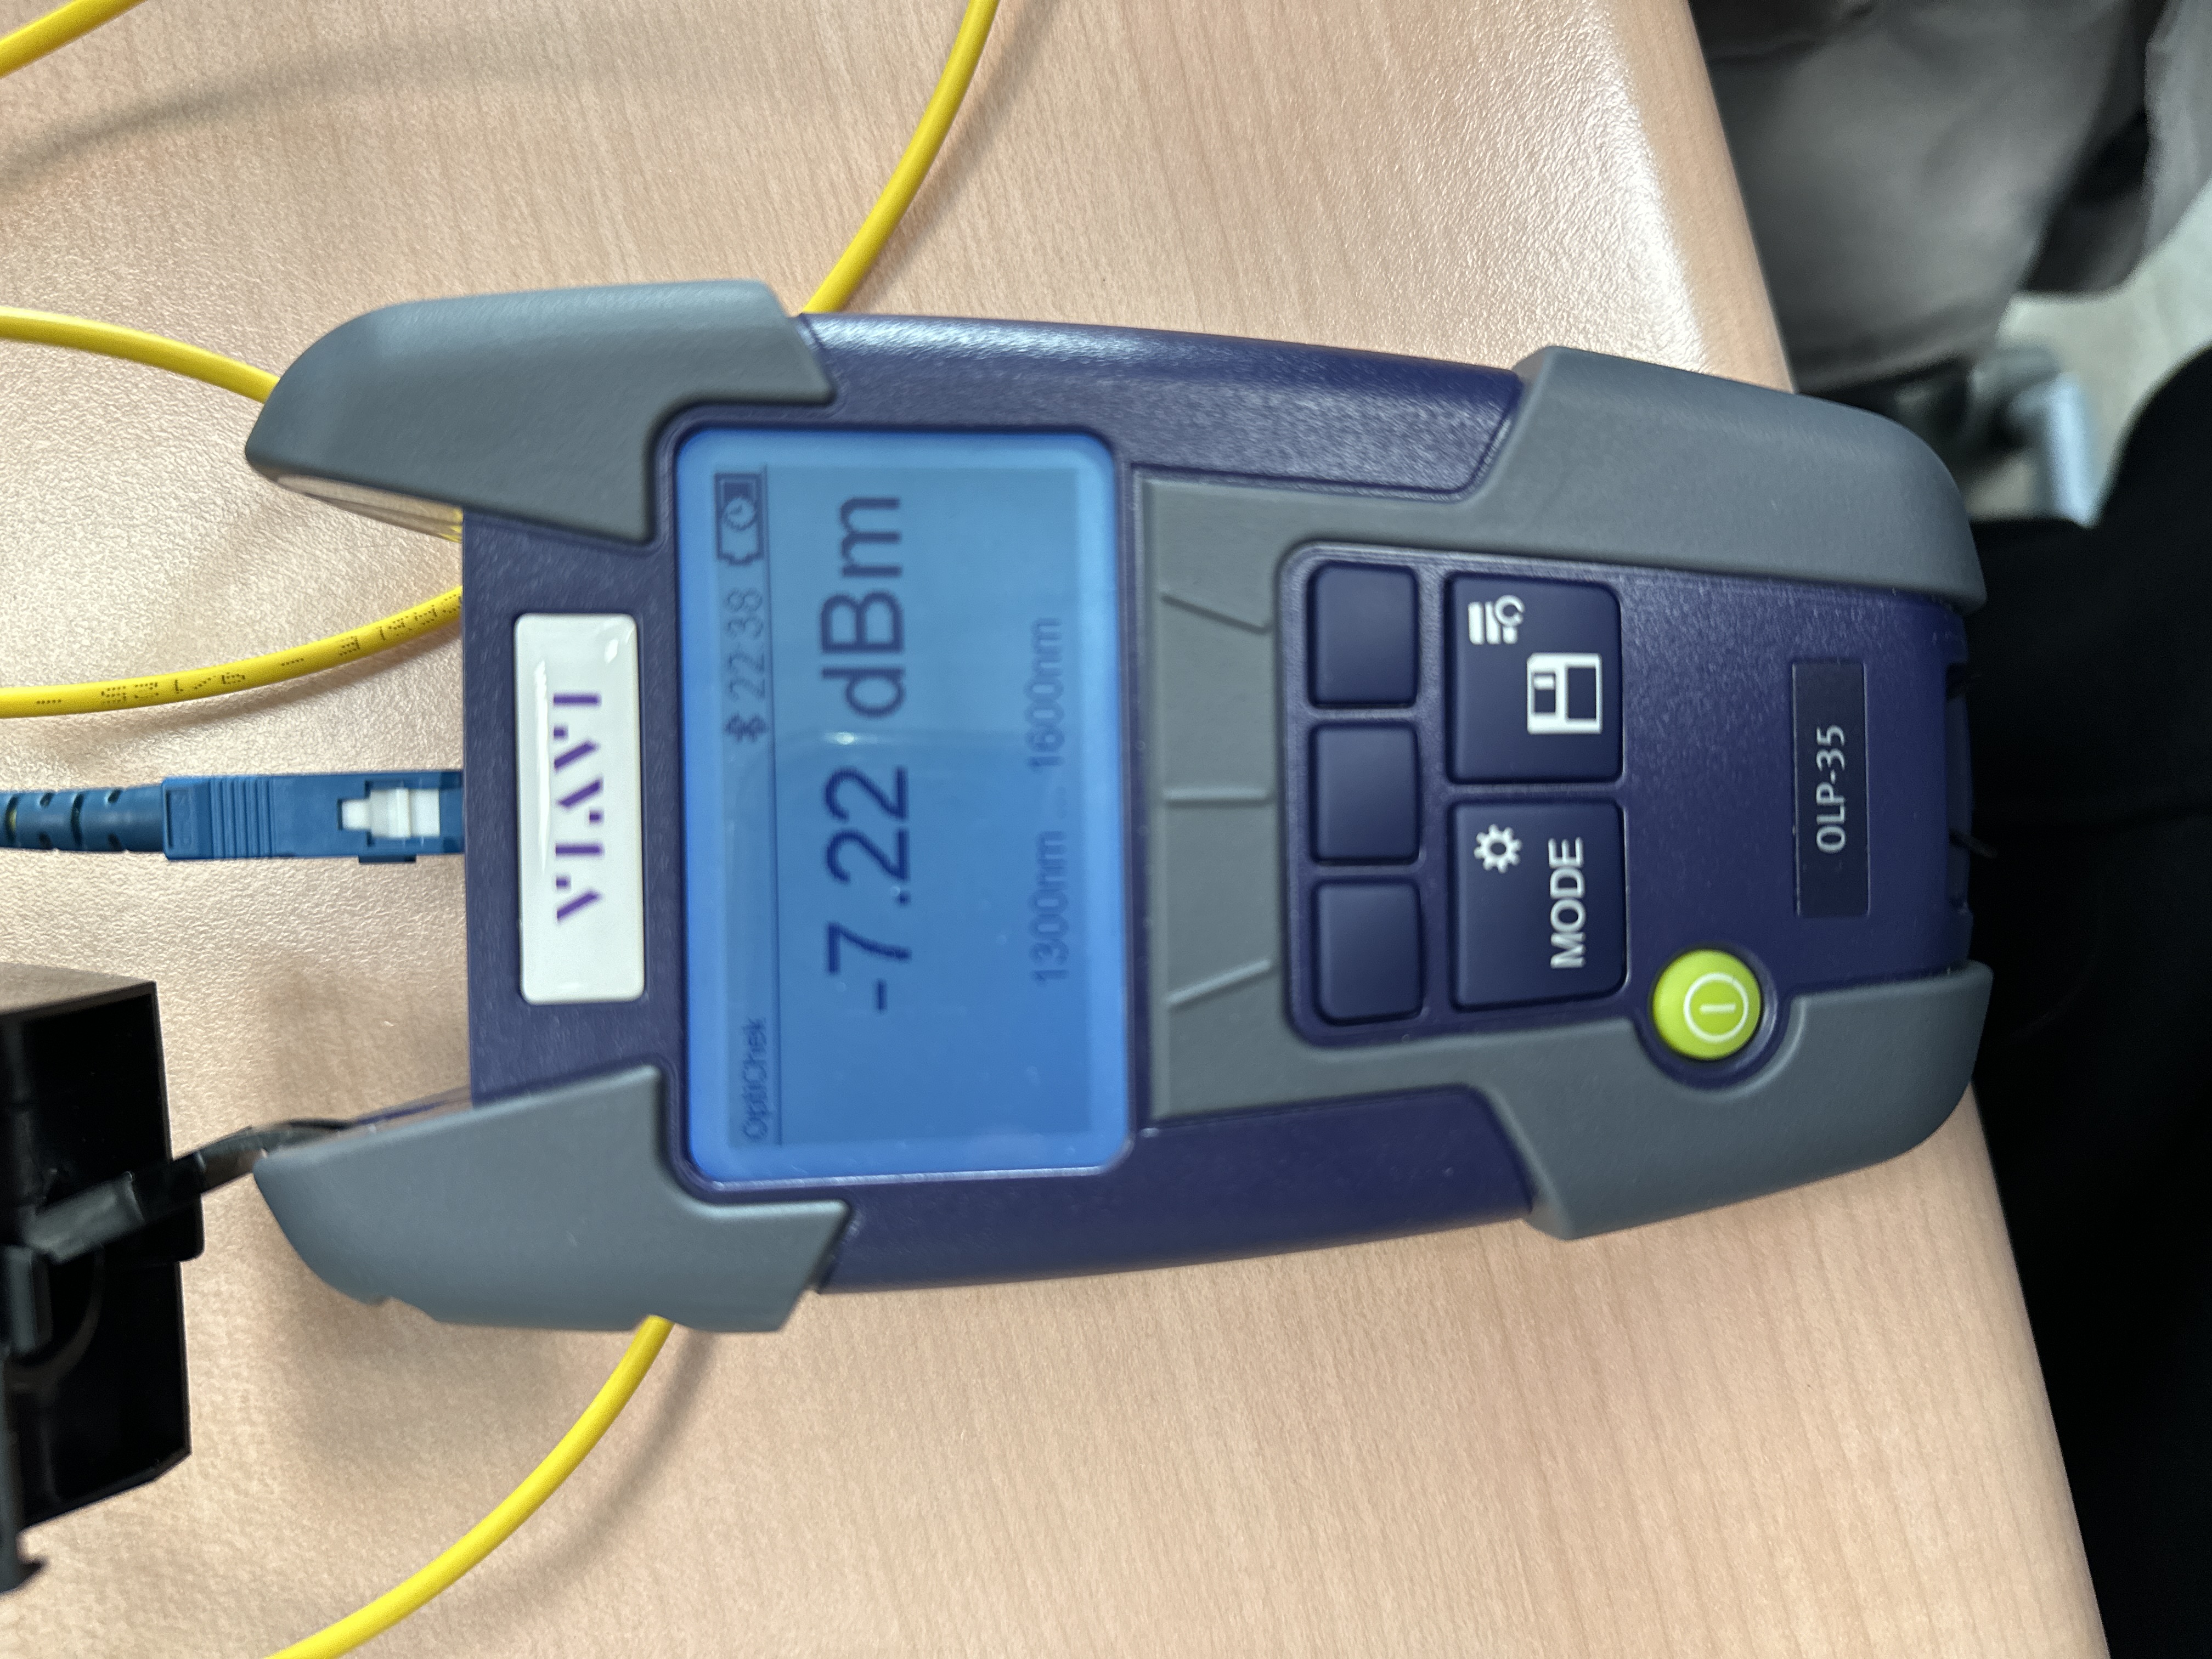 VIAVI
OptiChek 22:38
-7.22 dBm
1300nm ... 1600nm
MODE
OLP-35